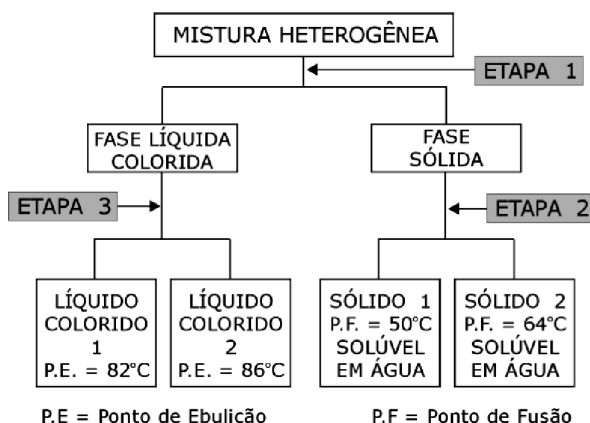 MISTURA HETEROGÊNEA
ETAPA 1
FASE LÍQUIDA
COLORIDA
FASE
SÓLIDA
ETAPA 3
ETAPA 2
LÍQUIDO
COLORIDO
1
P.E. = 82°C
LÍQUIDO
COLORIDO
2
P.E. = 86°C
SÓLIDO 1
P.F. = 50°C
SOLÚVEL
EM ÁGUA
SÓLIDO 2
P.F. = 64°C
SOLÚVEL
EM ÁGUA
P.E = Ponto de Ebulição
P.F = Ponto de Fusão